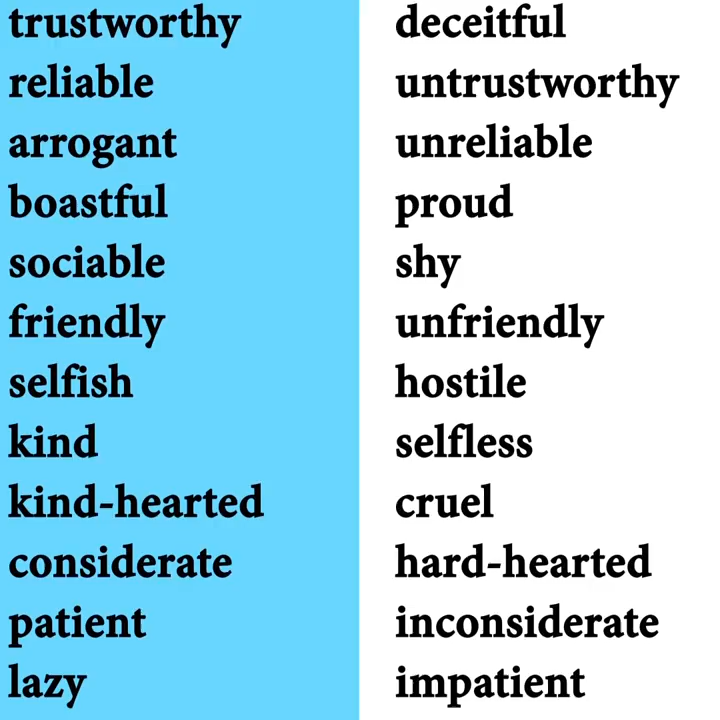 trustworthy deceitful
reliable untrustworthy
arrogant unreliable
boastful proud
sociable shy
friendly unfriendly
selfish hostile
kind selfless
kind-hearted cruel
considerate hard-hearted
patient inconsiderate
lazy impatient